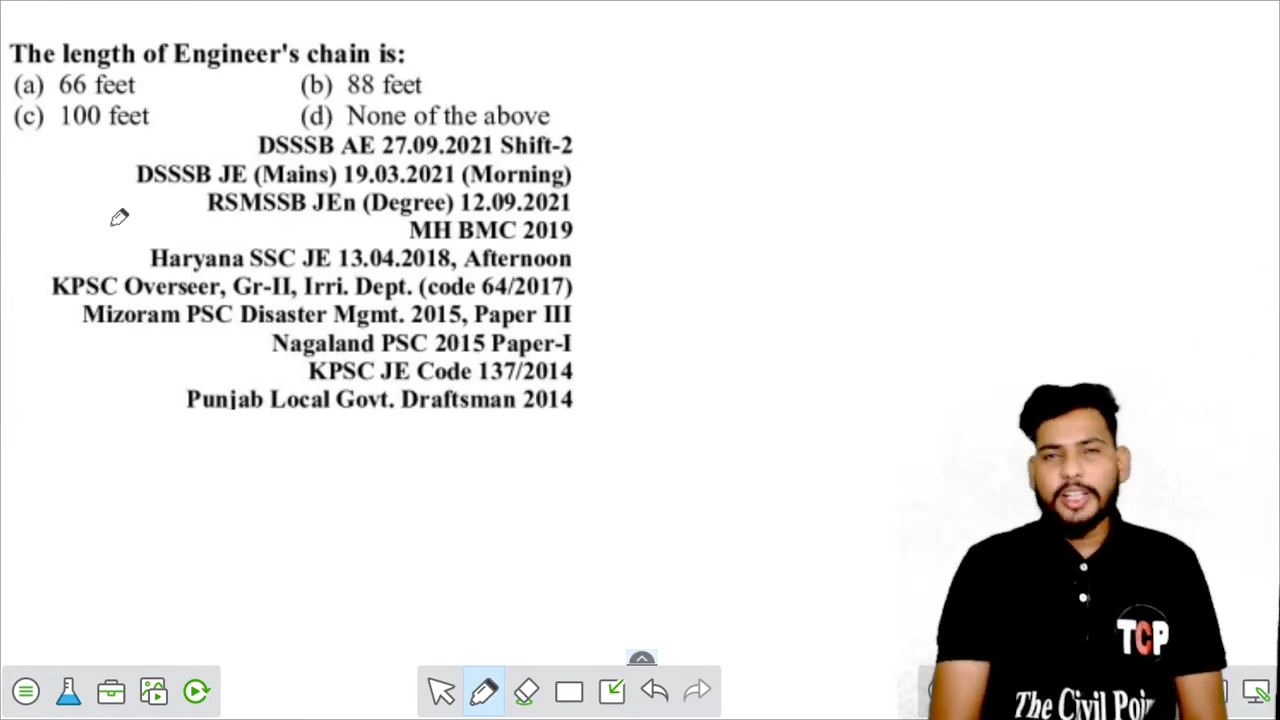 The length of Engineer's chain is:
(a) 66 feet (b) 88 feet
(c) 100 feet (d) None of the above
DSSSB AE 27.09.2021 Shift-2
DSSSB JE (Mains) 19.03.2021 (Morning)
RSMSSB JEn (Degree) 12.09.2021
MH BMC 2019
Haryana SSC JE 13.04.2018, Afternoon
KPSC Overseer, Gr-II, Irri. Dept. (code 64/2017)
Mizoram PSC Disaster Mgmt. 2015, Paper III
Nagaland PSC 2015 Paper-I
KPSC JE Code 137/2014
Punjab Local Govt. Draftsman 2014
TCP
The Civil